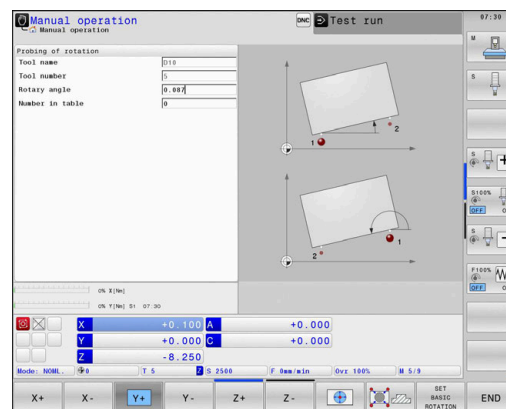 Manual operation
Manual operation
DNC
Test run
07:30
Probing of rotation
Tool name D10
Tool number 5
Rotary angle 0.087
Number in table 0
M
S
S
S100%
OFF
S
F100%
OFF
1
2
1
2
0% X[Nm]
0% Y[Nm] S1 07:30
X +0.100 A +0.000
Y +0.000 C +0.000
Z -8.250
Mode: NOML. 0 T 5 Z S 2500 F 0mm/min Ovr 100% M 5/9
X+ X- Y+ Y- Z+ Z- SET BASIC ROTATION END